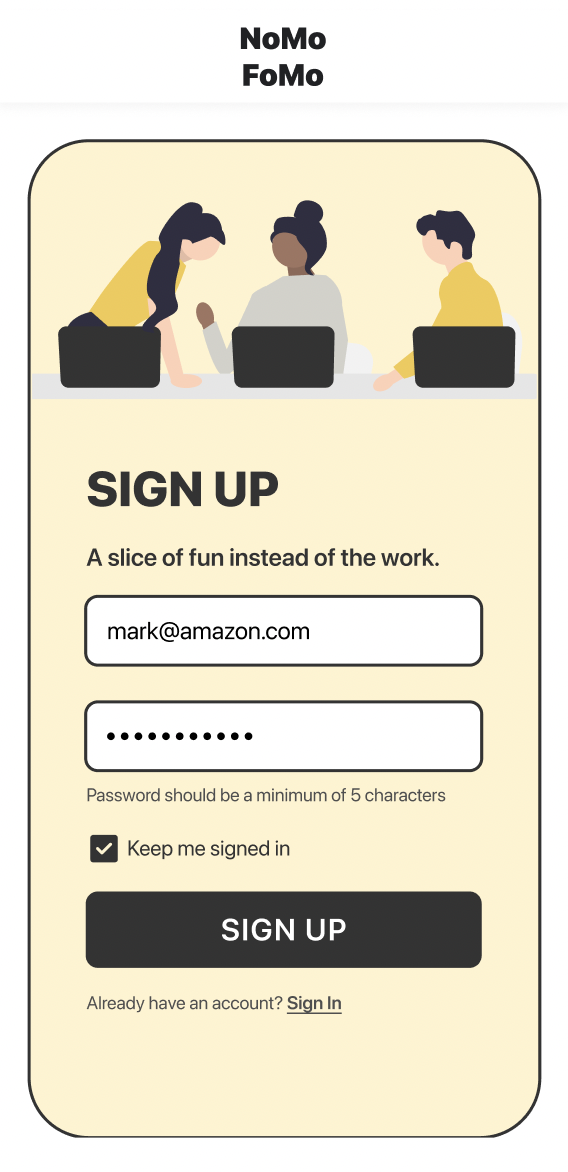 NoMo
FoMo
SIGN UP
A slice of fun instead of the work.
mark@amazon.com
•••••••••••
Password should be a minimum of 5 characters
Keep me signed in
SIGN UP
Already have an account? Sign In